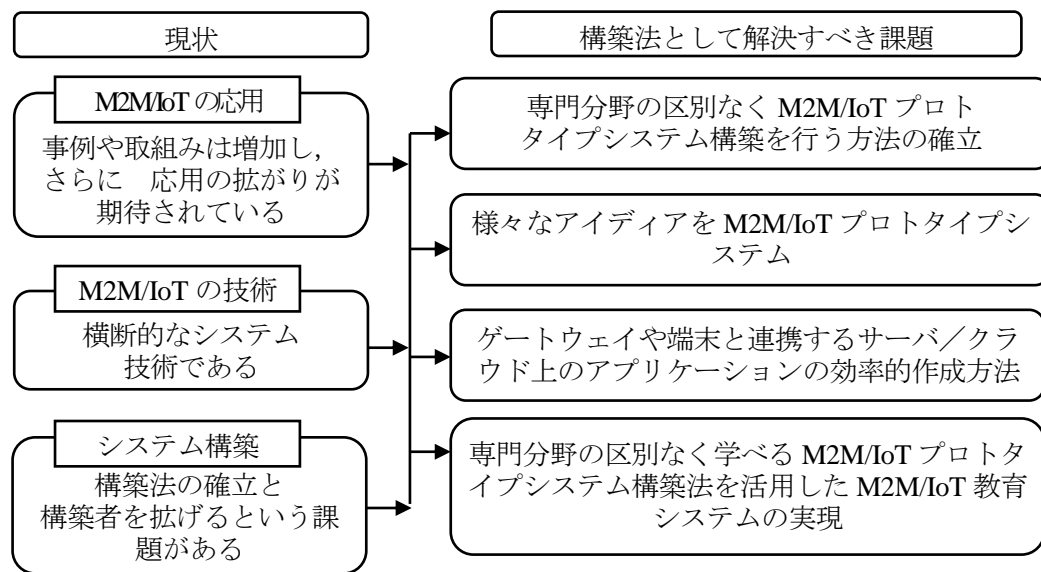 現状
M2M/IoT の応用
事例や取組みは増加し,
さらに　応用の拡がりが
期待されている
M2M/IoT の技術
横断的なシステム
技術である
システム構築
構築法の確立と
構築者を拡げるという課
題がある
構築法として解決すべき課題
専門分野の区別なく M2M/IoT プロト
タイプシステム構築を行う方法の確立
様々なアイディアを M2M/IoT プロトタイプシ
ステム
ゲートウェイや端末と連携するサーバ／クラ
ウド上のアプリケーションの効率的作成方法
専門分野の区別なく学べる M2M/IoT プロトタ
イプシステム構築法を活用した M2M/IoT 教育
システムの実現